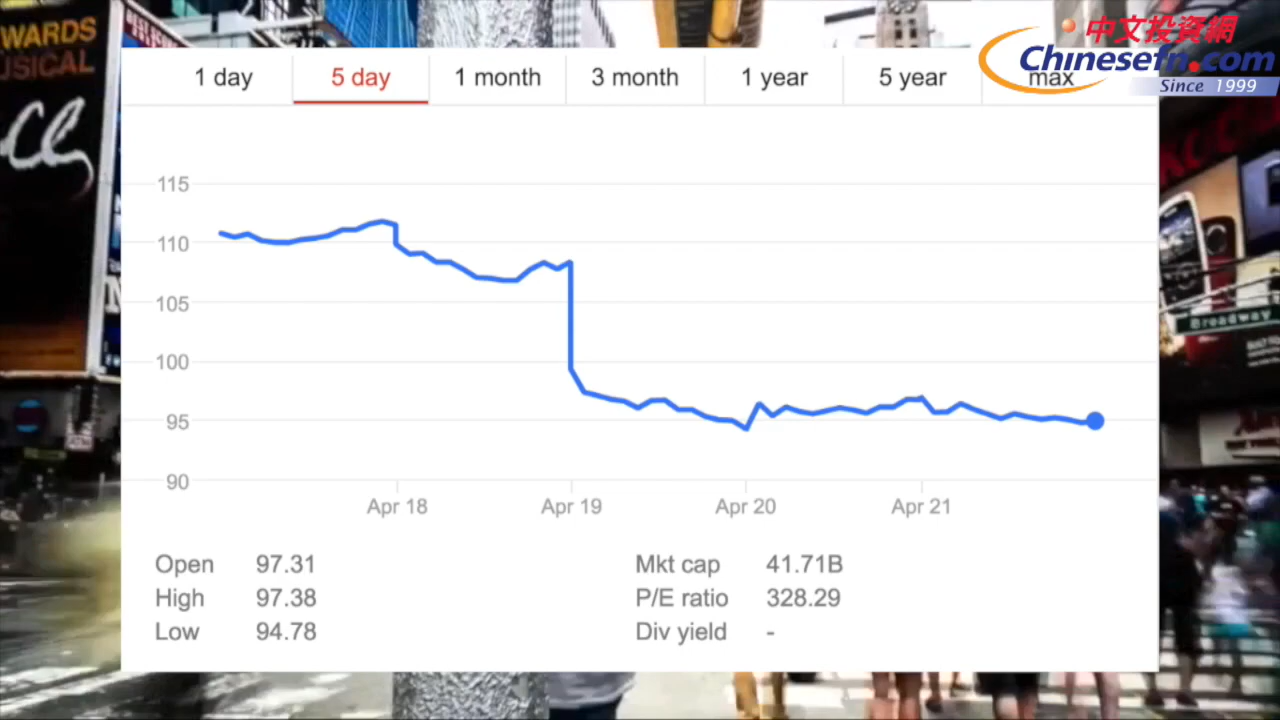 WARDS
USICAL
中文投資網
Chinesefn.com
Since 1999
1 day
5 day
1 month
3 month
1 year
5 year
max
115
110
105
100
95
90
Apr 18
Apr 19
Apr 20
Apr 21
Open 97.31
High 97.38
Low 94.78
Mkt cap 41.71B
P/E ratio 328.29
Div yield -
Broadway